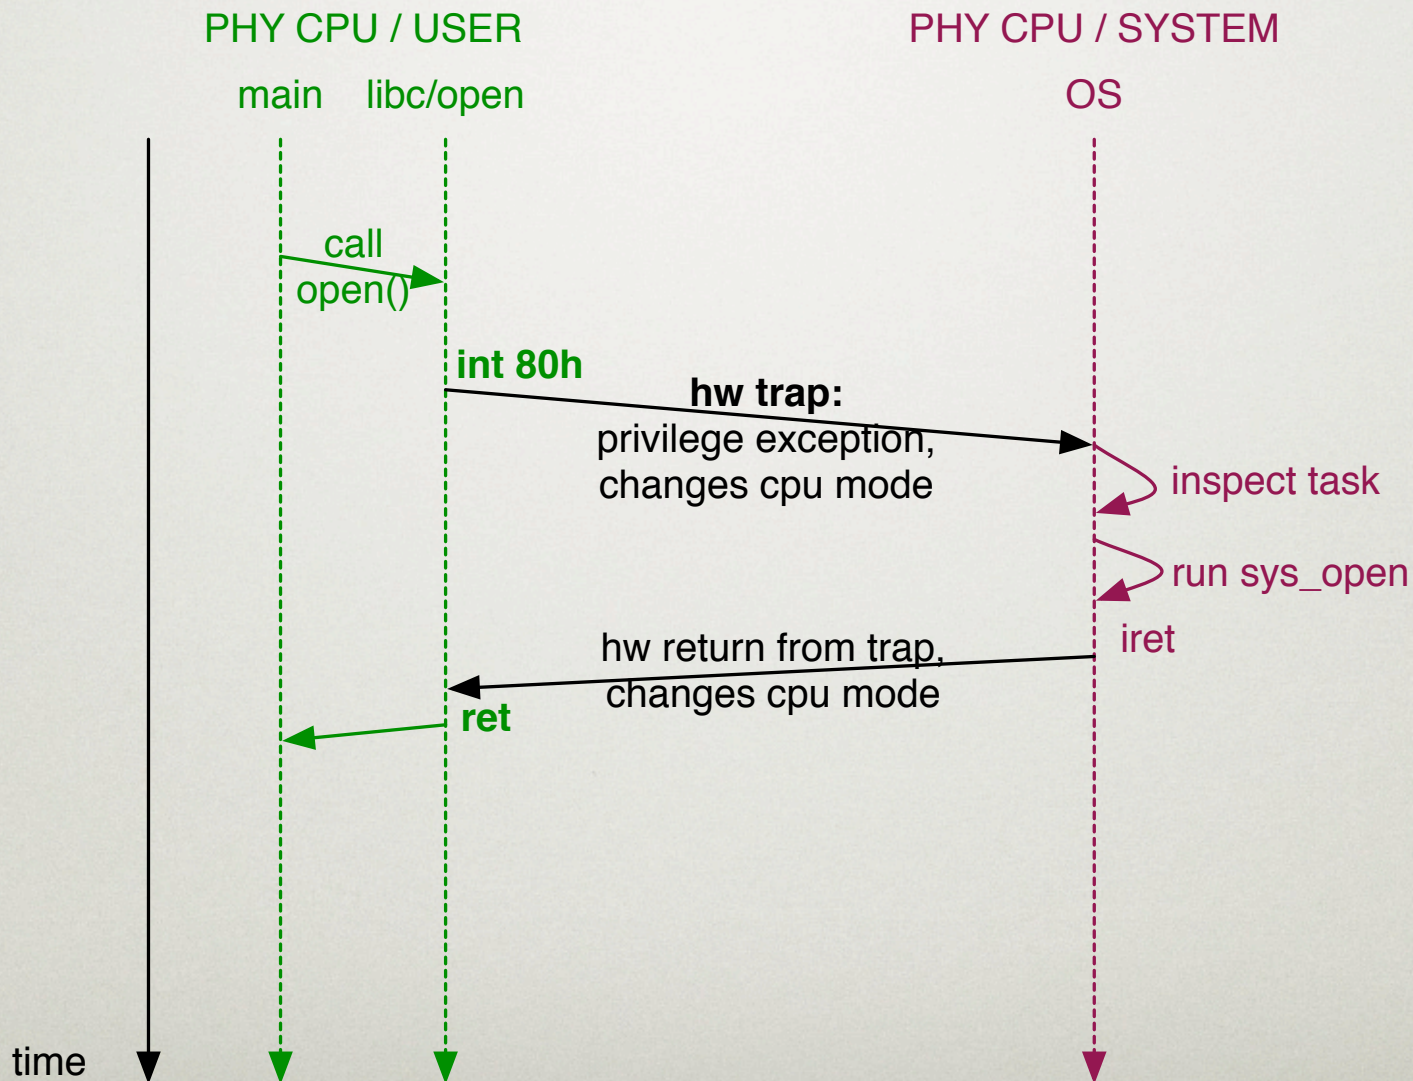 PHY CPU / USER
PHY CPU / SYSTEM
main
libc/open
OS
call
open()
int 80h
hw trap:
privilege exception,
changes cpu mode
inspect task
run sys_open
iret
hw return from trap,
changes cpu mode
ret
time